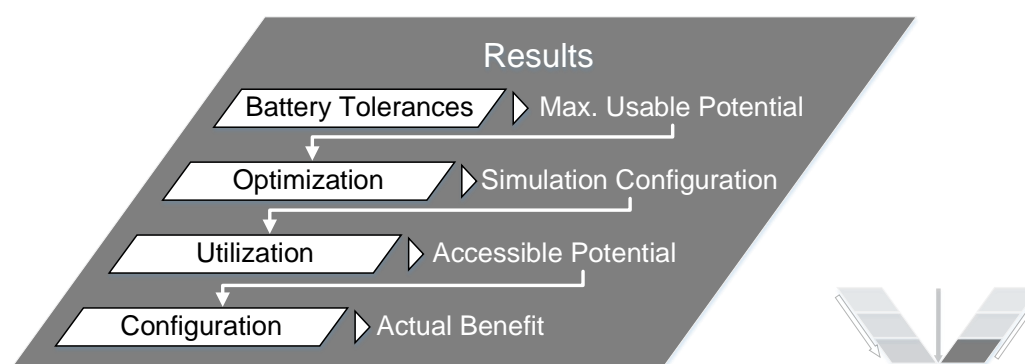 Results
Battery Tolerances Max. Usable Potential
Optimization Simulation Configuration
Utilization Accessible Potential
Configuration Actual Benefit